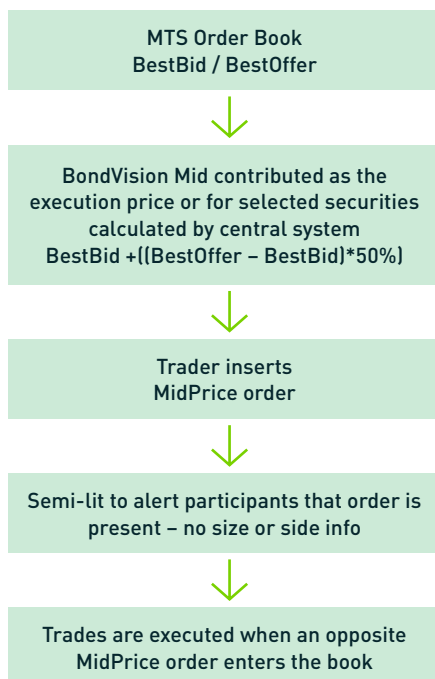 MTS Order Book
BestBid / BestOffer
BondVision Mid contributed as the
execution price or for selected securities
calculated by central system
BestBid +((BestOffer – BestBid)*50%)
Trader inserts
MidPrice order
Semi-lit to alert participants that order is
present – no size or side info
Trades are executed when an opposite
MidPrice order enters the book